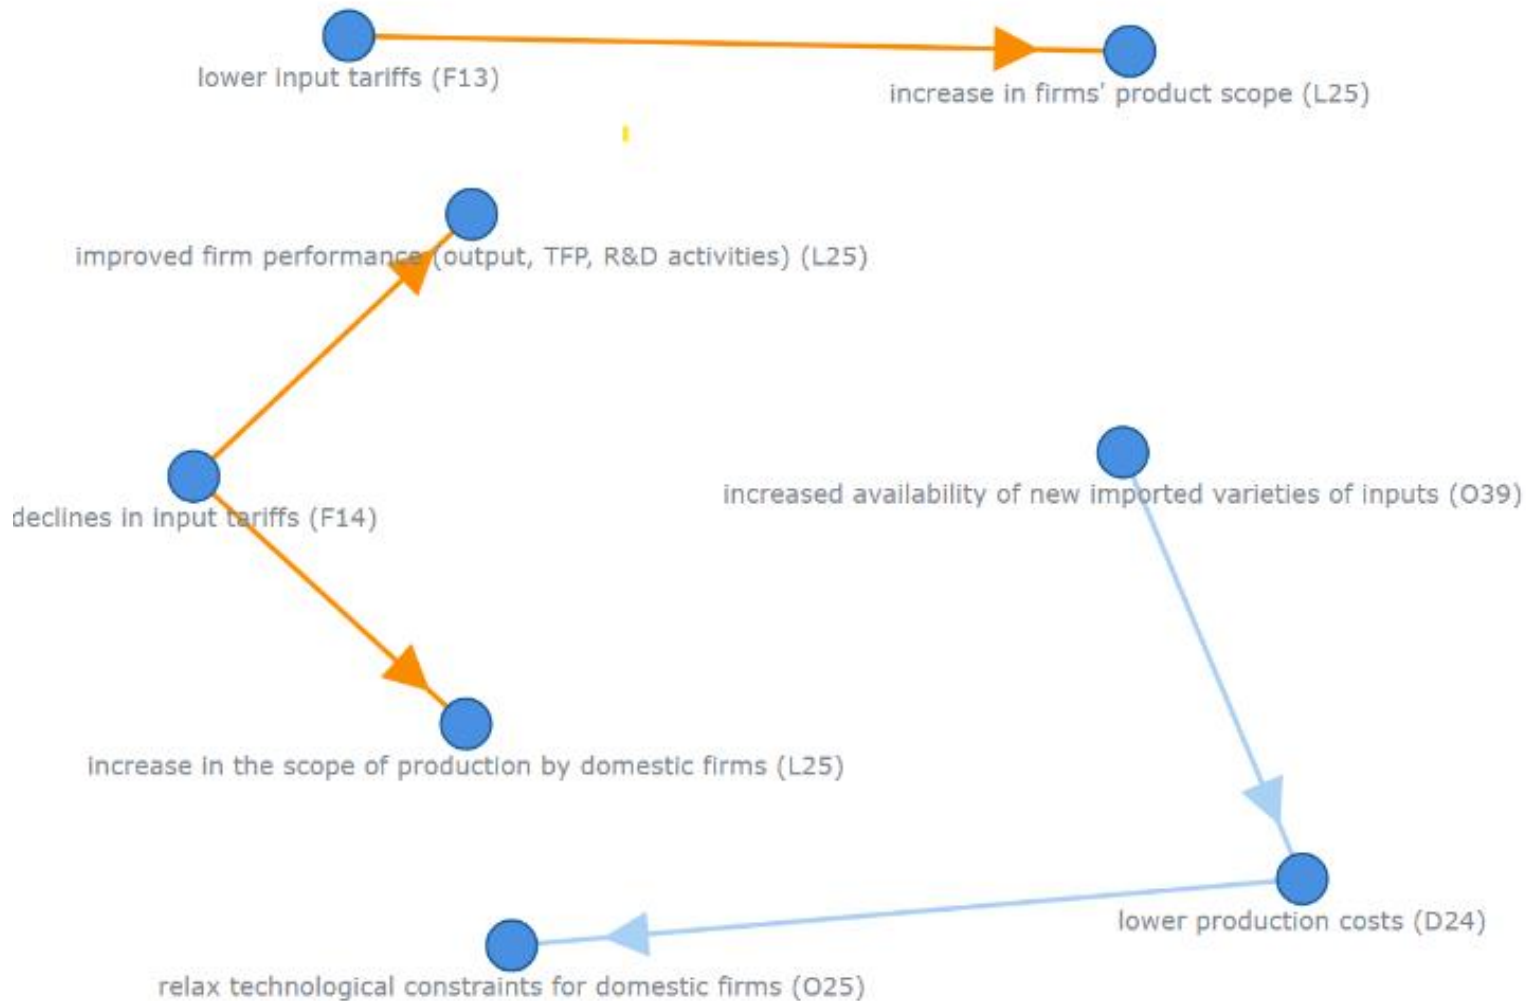 lower input tariffs (F13)
increase in firms' product scope (L25)
improved firm performance (output, TFP, R&D activities) (L25)
increased availability of new imported varieties of inputs (O39)
declines in input tariffs (F14)
increase in the scope of production by domestic firms (L25)
lower production costs (D24)
relax technological constraints for domestic firms (O25)